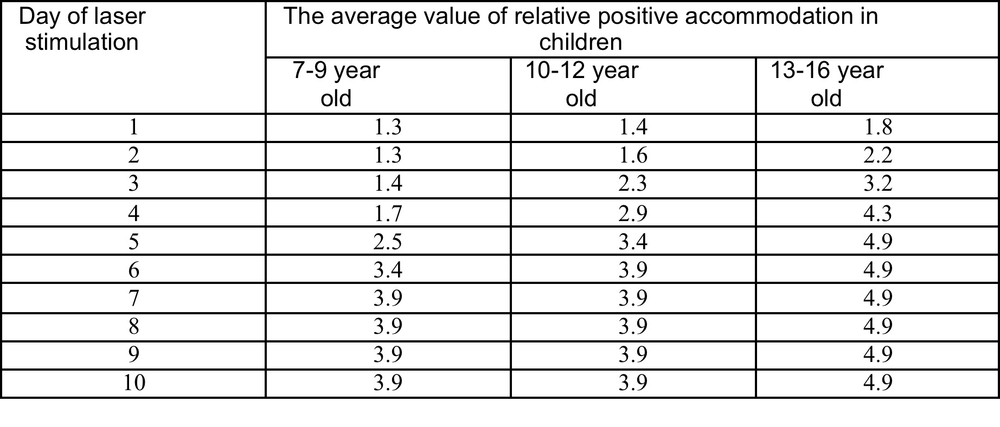 Day of laser
stimulation
The average value of relative positive accommodation in
children
7-9 year
old
10-12 year
old
13-16 year
old
1 1.3 1.4 1.8
2 1.3 1.6 2.2
3 1.4 2.3 3.2
4 1.7 2.9 4.3
5 2.5 3.4 4.9
6 3.4 3.9 4.9
7 3.9 3.9 4.9
8 3.9 3.9 4.9
9 3.9 3.9 4.9
10 3.9 3.9 4.9